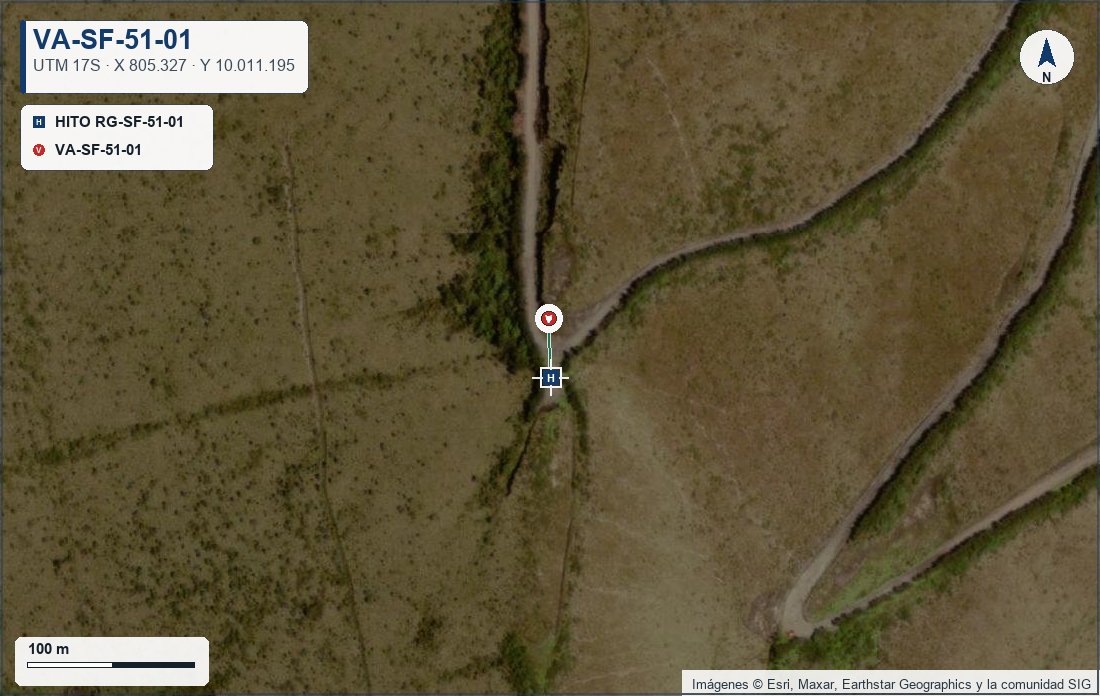 VA-SF-51-01
UTM 17S · X 805.327 · Y 10.011.195
H HITO RG-SF-51-01
V VA-SF-51-01
N
H
100 m
Imágenes © Esri, Maxar, Earthstar Geographics y la comunidad SIG